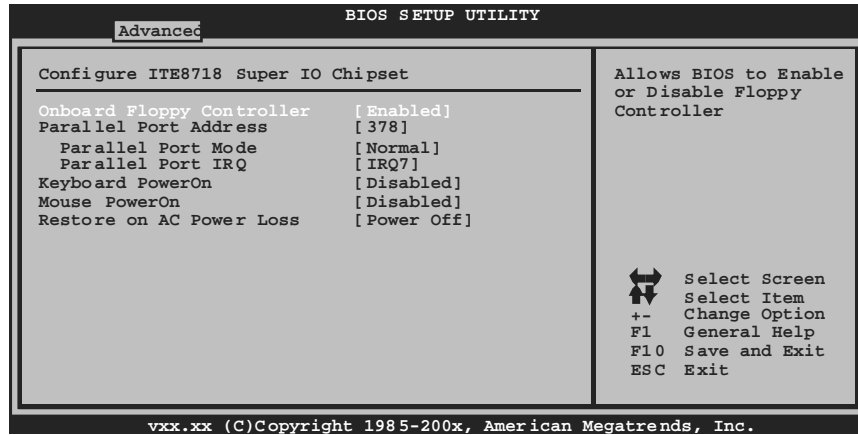 BIOS SETUP UTILITY
Advanced
Configure ITE8718 Super IO Chipset
Onboard Floppy Controller [Enabled]
Parallel Port Address [378]
Parallel Port Mode [Normal]
Parallel Port IRQ [IRQ7]
Keyboard PowerOn [Disabled]
Mouse PowerOn [Disabled]
Restore on AC Power Loss [Power Off]
Allows BIOS to Enable
or Disable Floppy
Controller
Select Screen
Select Item
+- Change Option
F1 General Help
F10 Save and Exit
ESC Exit
vxx.xx (C)Copyright 1985-200x, American Megatrends, Inc.